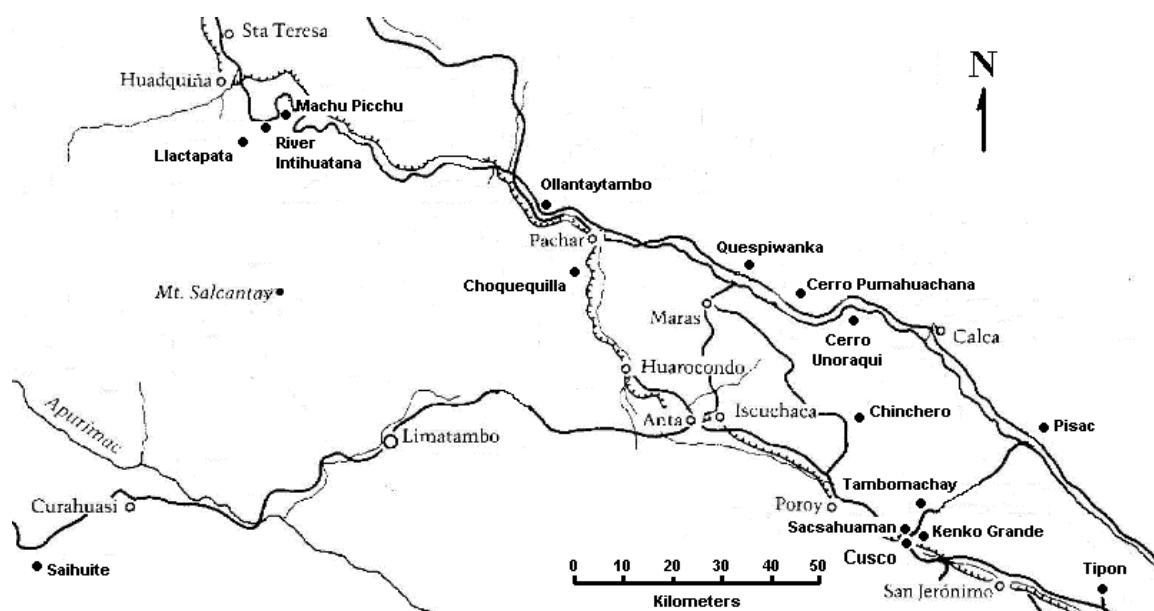 Sta Teresa
Huadquiña
N
Machu Picchu
River
Intihuatana
Llactapata
Ollantaytambo
Pachar
Quespiwanka
Choquequilla
Cerro Pumahuachana
Mt. Salcantay
Maras
Cerro
Unoraqui
Calca
Huarocondo
Apurimac
Anta
Iscuchaca
Chinchero
Pisac
Limatambo
Tambomachay
Curahuasi
Poroy
Sacsahuaman
Kenko Grande
Cusco
Saihuite
0 10 20 30 40 50
Kilometers
San Jerónimo
Tipon